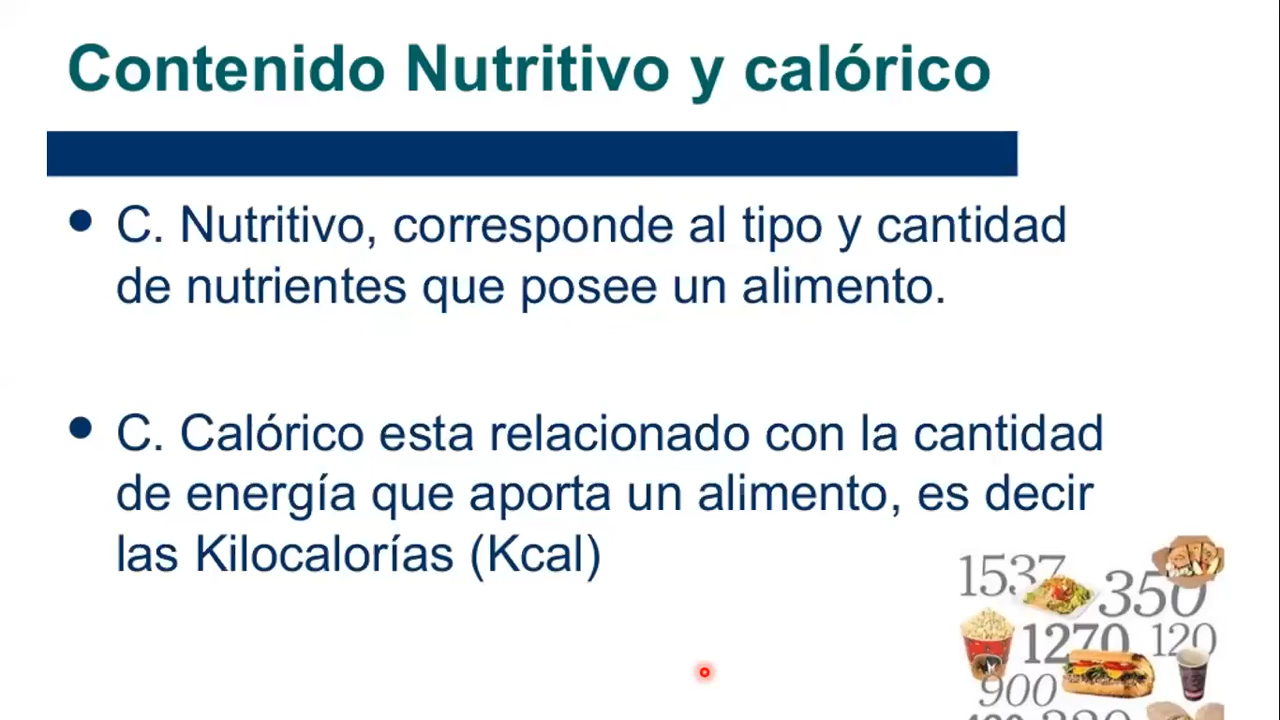 Contenido Nutritivo y calórico
C. Nutritivo, corresponde al tipo y cantidad
de nutrientes que posee un alimento.
C. Calórico esta relacionado con la cantidad
de energía que aporta un alimento, es decir
las Kilocalorías (Kcal)
1537
350
1270 120
900